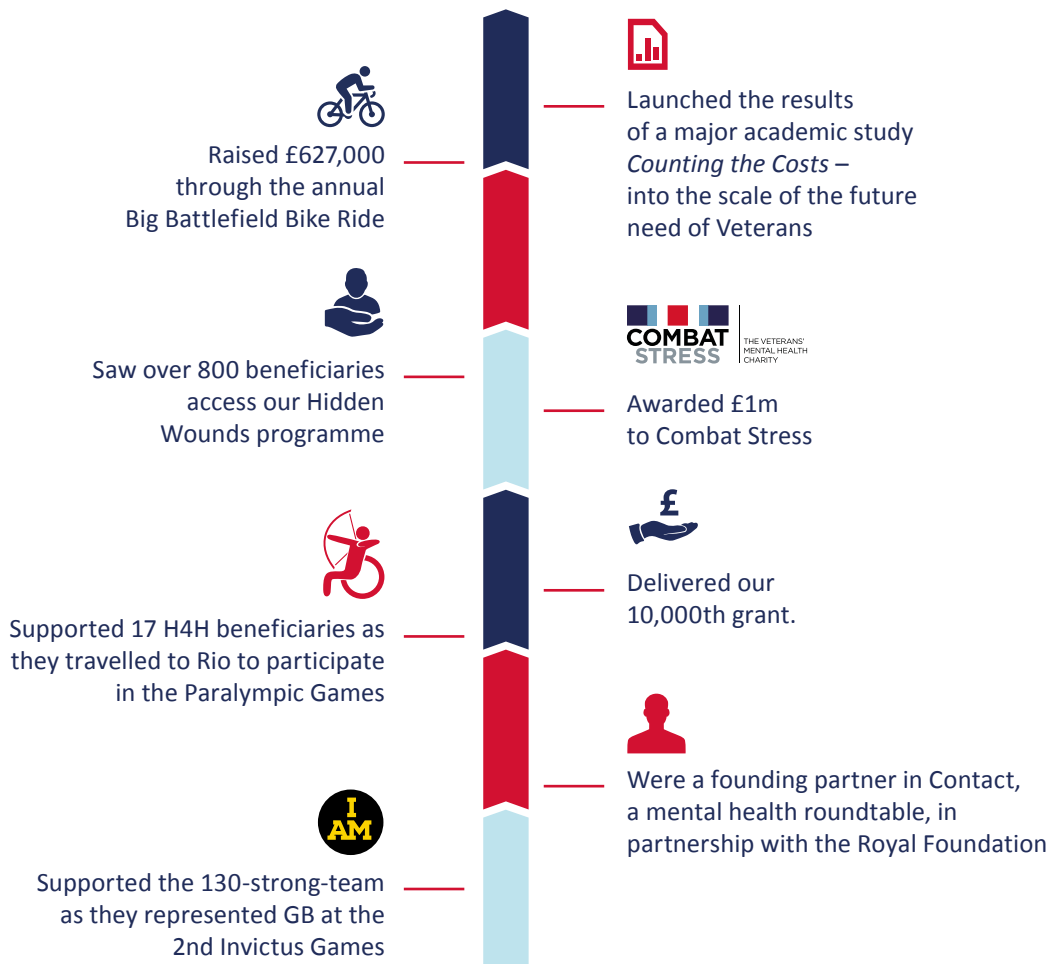 Launched the results
of a major academic study
Counting the Costs –
into the scale of the future
need of Veterans
Raised £627,000
through the annual
Big Battlefield Bike Ride
COMBAT
STRESS
THE VETERANS'
MENTAL HEALTH
CHARITY
Awarded £1m
to Combat Stress
Saw over 800 beneficiaries
access our Hidden
Wounds programme
£
Delivered our
10,000th grant.
Supported 17 H4H beneficiaries as
they travelled to Rio to participate
in the Paralympic Games
Were a founding partner in Contact,
a mental health roundtable, in
partnership with the Royal Foundation
I
AM
Supported the 130-strong-team
as they represented GB at the
2nd Invictus Games